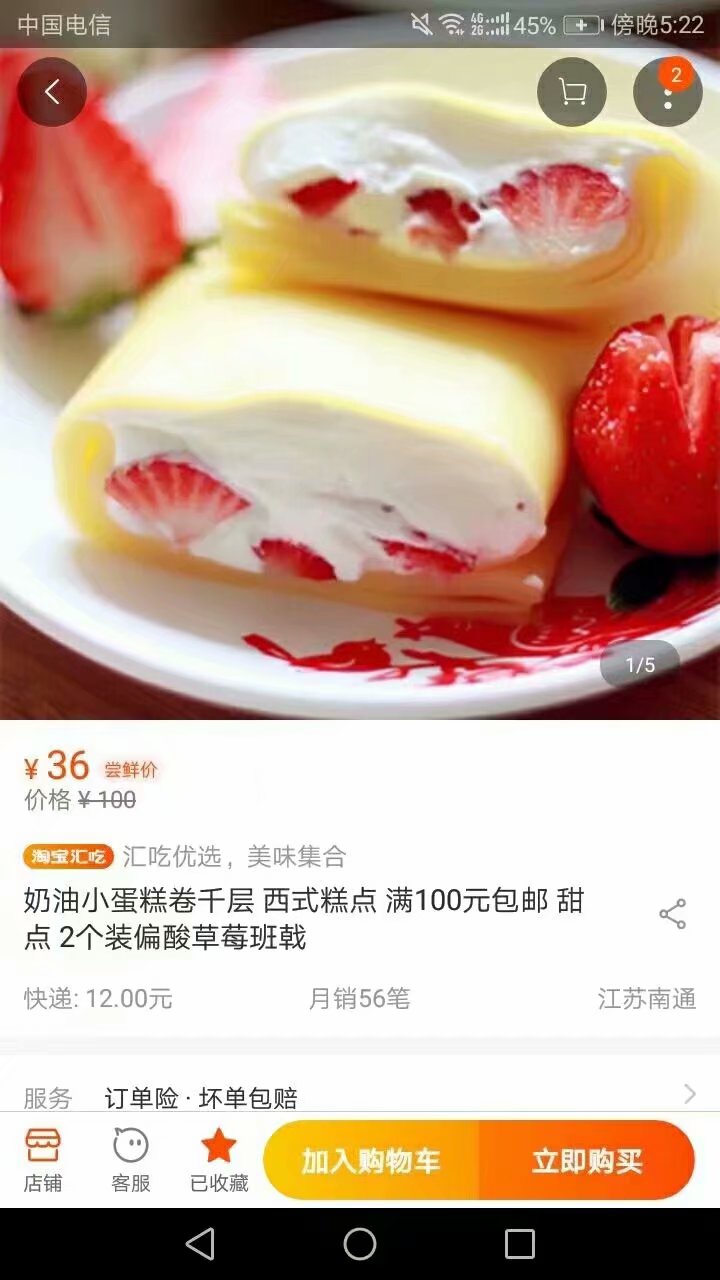 中国电信
4G
2G
45%
傍晚5:22
2
1/5
¥ 36 尝鲜价
价格 ¥ 100
淘宝汇吃 汇吃优选，美味集合
奶油小蛋糕卷千层 西式糕点 满100元包邮 甜
点 2个装偏酸草莓班戟
快递: 12.00元
月销56笔
江苏南通
服务 订单险 · 坏单包赔
店铺
客服
已收藏
加入购物车
立即购买